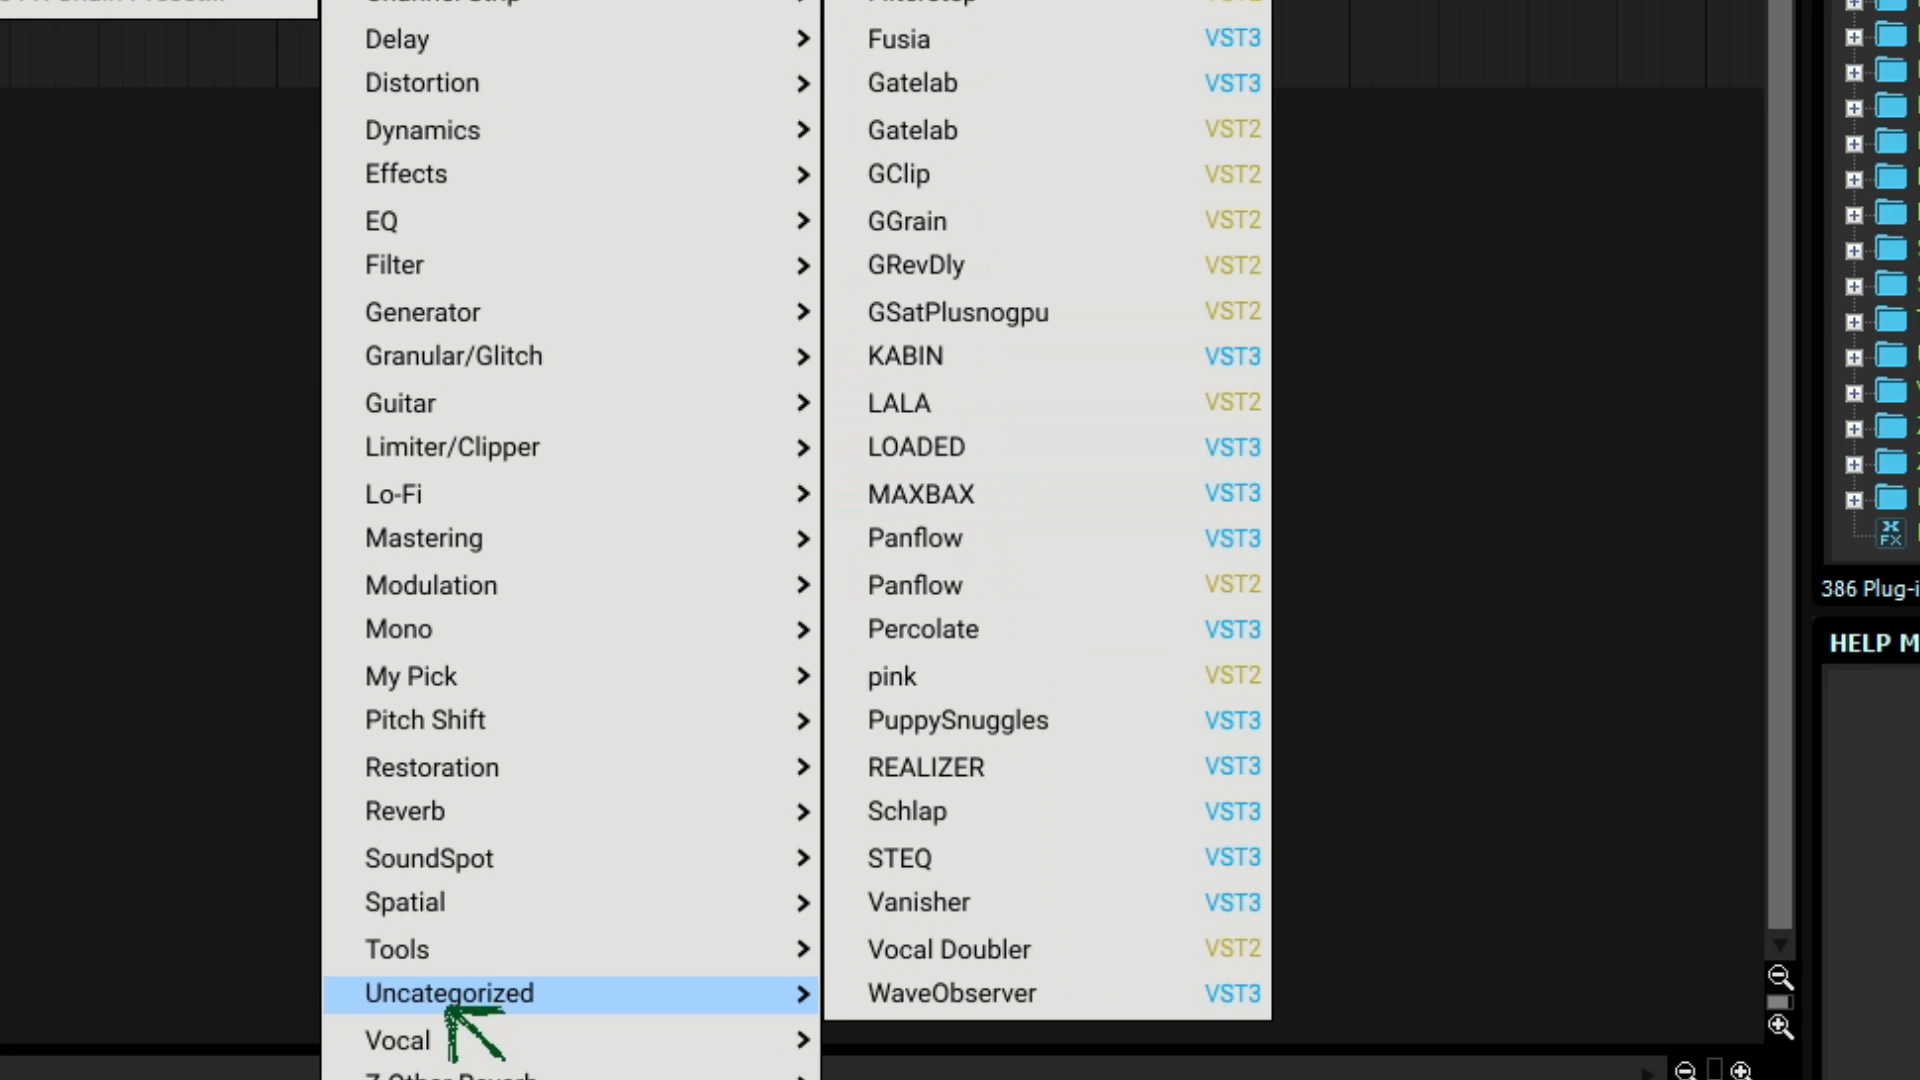 Delay
Distortion
Dynamics
Effects
EQ
Filter
Generator
Granular/Glitch
Guitar
Limiter/Clipper
Lo-Fi
Mastering
Modulation
Mono
My Pick
Pitch Shift
Restoration
Reverb
SoundSpot
Spatial
Tools
Uncategorized
Vocal
Fusia VST3
Gatelab VST3
Gatelab VST2
GClip VST2
GGrain VST2
GRevDly VST2
GSatPlusnogpu VST2
KABIN VST3
LALA VST2
LOADED VST3
MAXBAX VST3
Panflow VST3
Panflow VST2
Percolate VST3
pink VST2
PuppySnuggles VST3
REALIZER VST3
Schlap VST3
STEQ VST3
Vanisher VST3
Vocal Doubler VST2
WaveObserver VST3
FX
386 Plug-i
HELP M